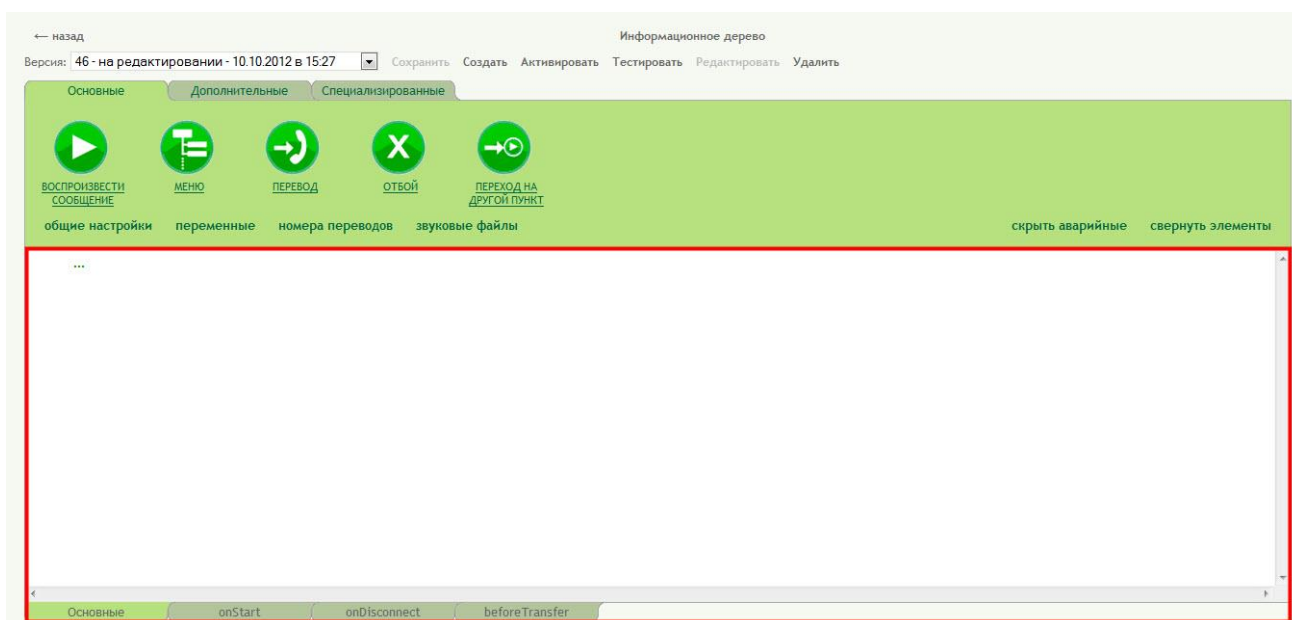 ← назад Информационное дерево
Версия: 46 - на редактировании - 10.10.2012 в 15:27 Сохранить Создать Активировать Тестировать Редактировать Удалить
Основные Дополнительные Специализированные
ВОСПРОИЗВЕСТИ МЕНЮ ПЕРЕВОД ОТБОЙ ПЕРЕХОД НА
СООБЩЕНИЕ ДРУГОЙ ПУНКТ
общие настройки переменные номера переводов звуковые файлы скрыть аварийные свернуть элементы
...
Основные onStart onDisconnect beforeTransfer